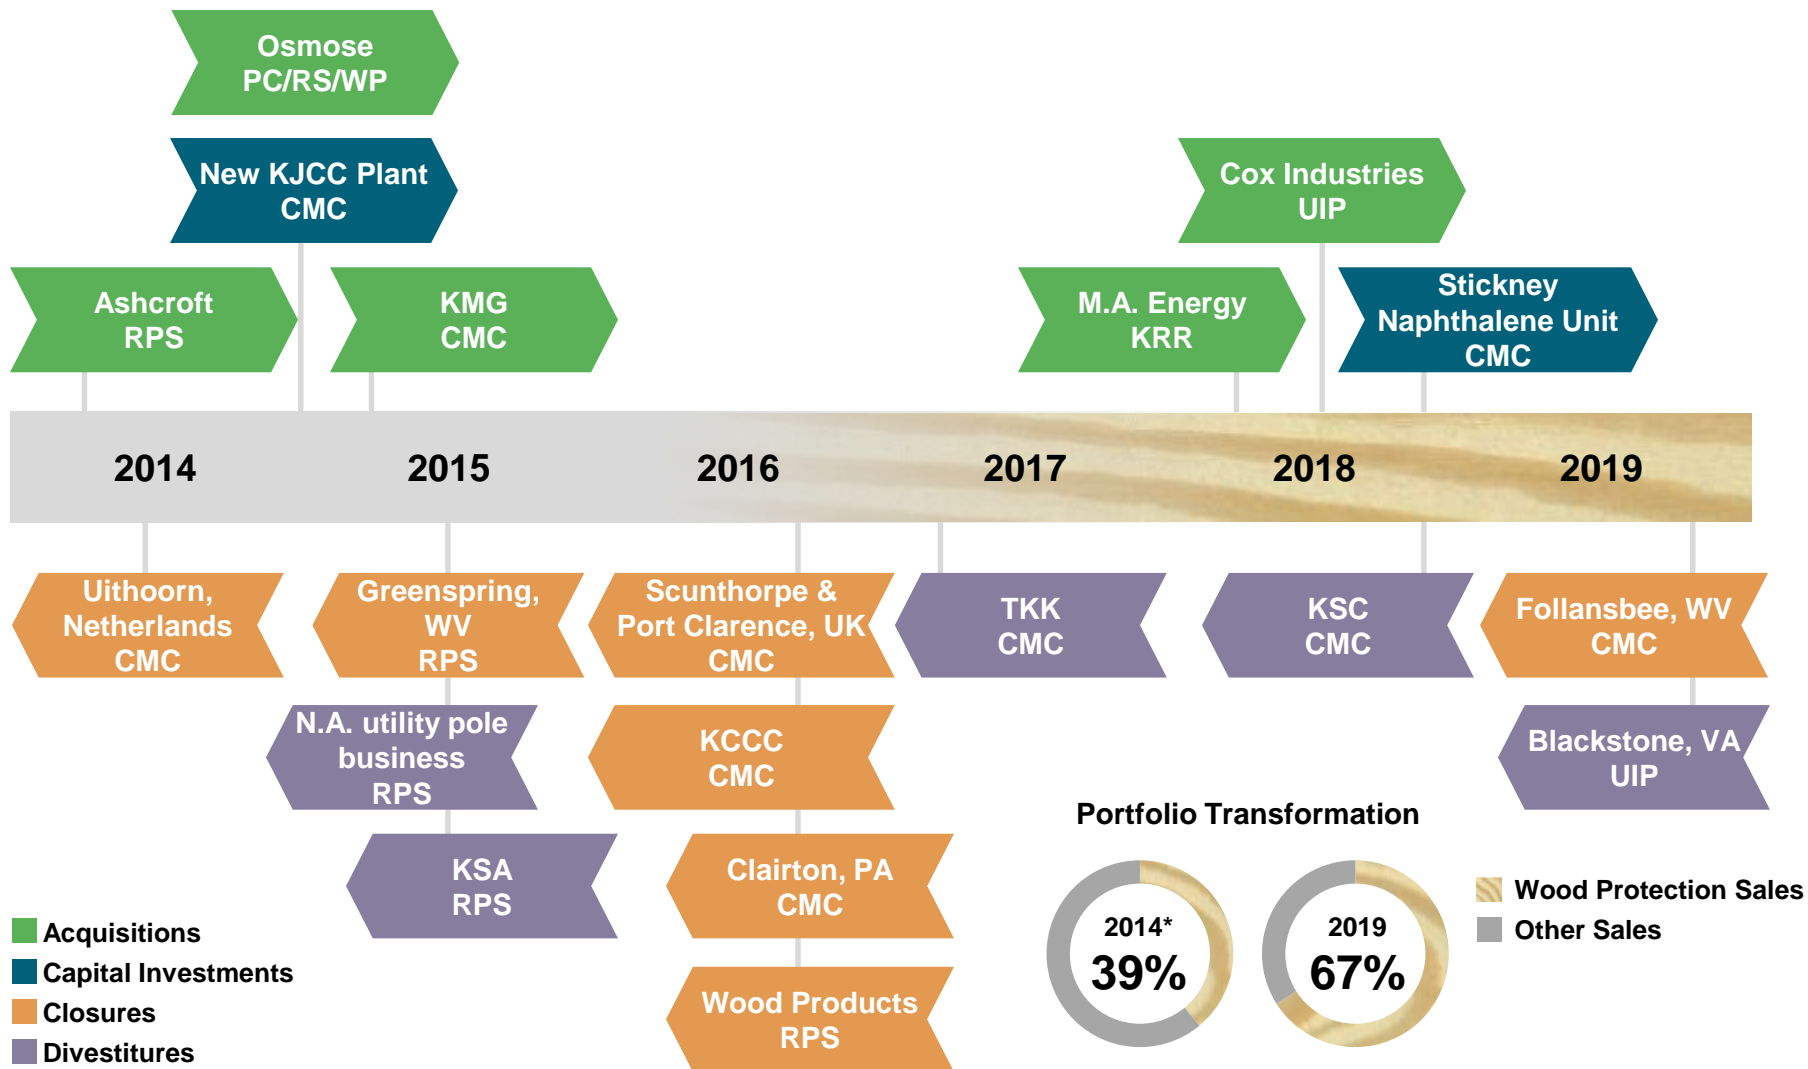 Osmose
PC/RS/WP
New KJCC Plant
CMC
Cox Industries
UIP
Ashcroft
RPS
KMG
CMC
M.A. Energy
KRR
Stickney
Naphthalene Unit
CMC
2014
2015
2016
2017
2018
2019
Uithoorn,
Netherlands
CMC
Greenspring,
WV
RPS
Scunthorpe &
Port Clarence, UK
CMC
TKK
CMC
KSC
CMC
Follansbee, WV
CMC
N.A. utility pole
business
RPS
KCCC
CMC
Blackstone, VA
UIP
KSA
RPS
Clairton, PA
CMC
Wood Products
RPS
Portfolio Transformation
2014*
39%
2019
67%
Wood Protection Sales
Other Sales
Acquisitions
Capital Investments
Closures
Divestitures